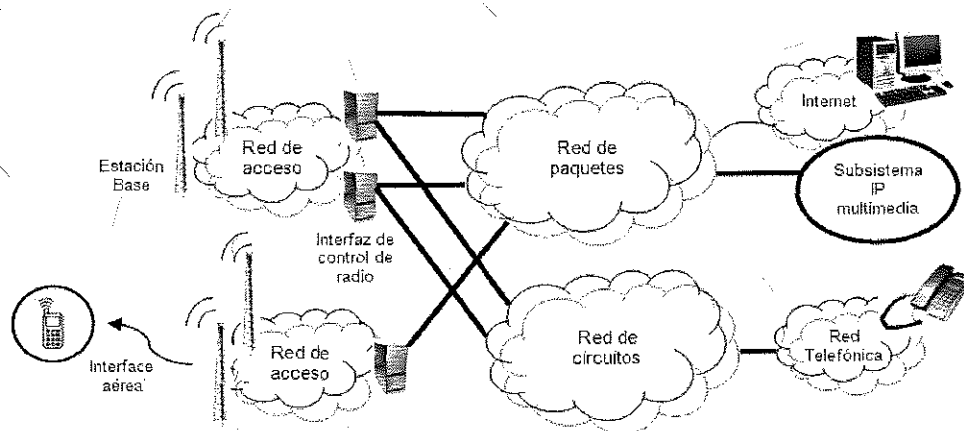 Estación
Base
Red de
acceso
Interfaz de
control de
radio
Red de
paquetes
Internet
Subsistema
IP
multimedia
Interface
aérea
Red de
acceso
Red de
círcuitos
Red
Telefónica